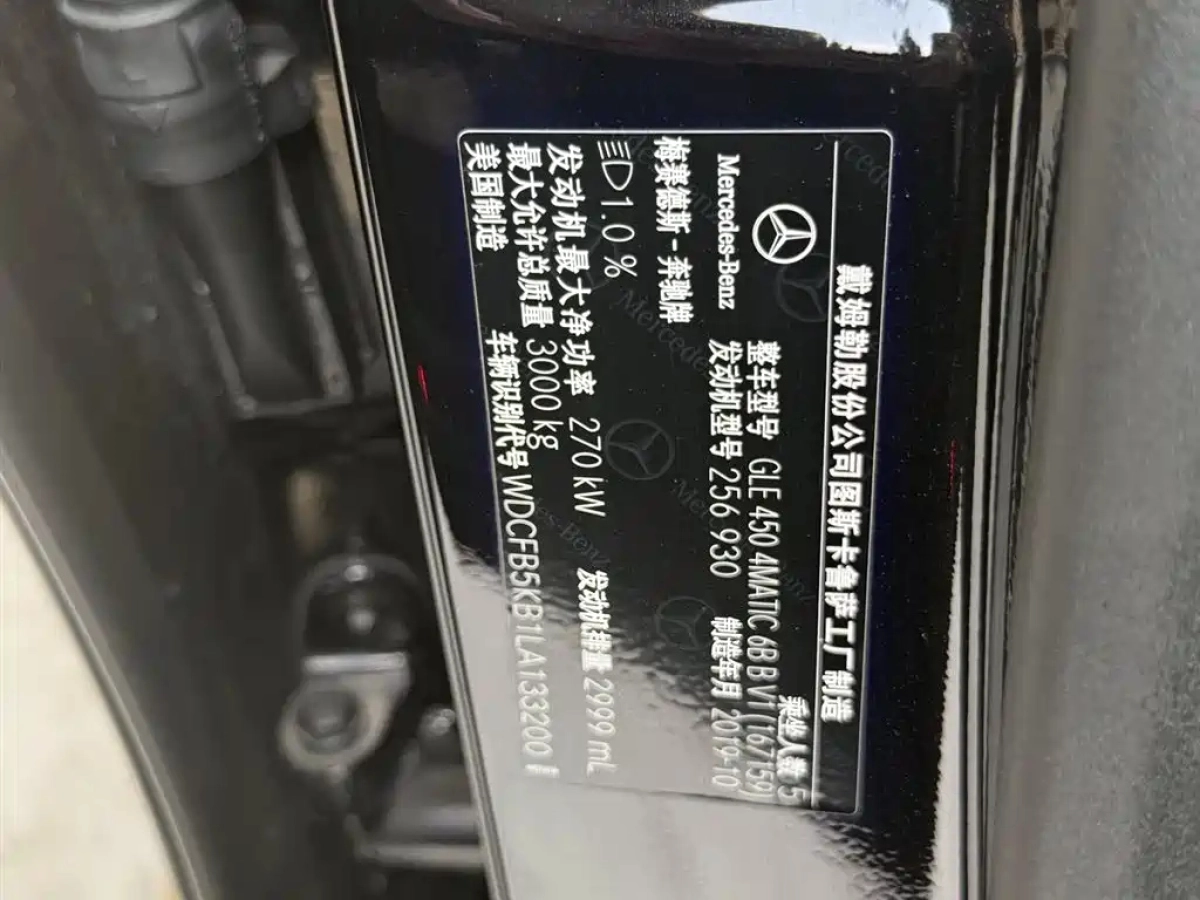 戴姆勒股份公司图斯卡鲁萨工厂制造
乘坐人数 5
整车型号 GLE 450 4MATIC 6BBV1(167159)
Mercedes-Benz
发动机型号 256 930 制造年月 2019-10
梅赛德斯-奔驰牌
1.0 %
发动机最大净功率 270 kW 发动机排量 2999 mL
最大允许总质量 3000 kg
美国制造 车辆识别代号 WDCFB5KB1LA133200